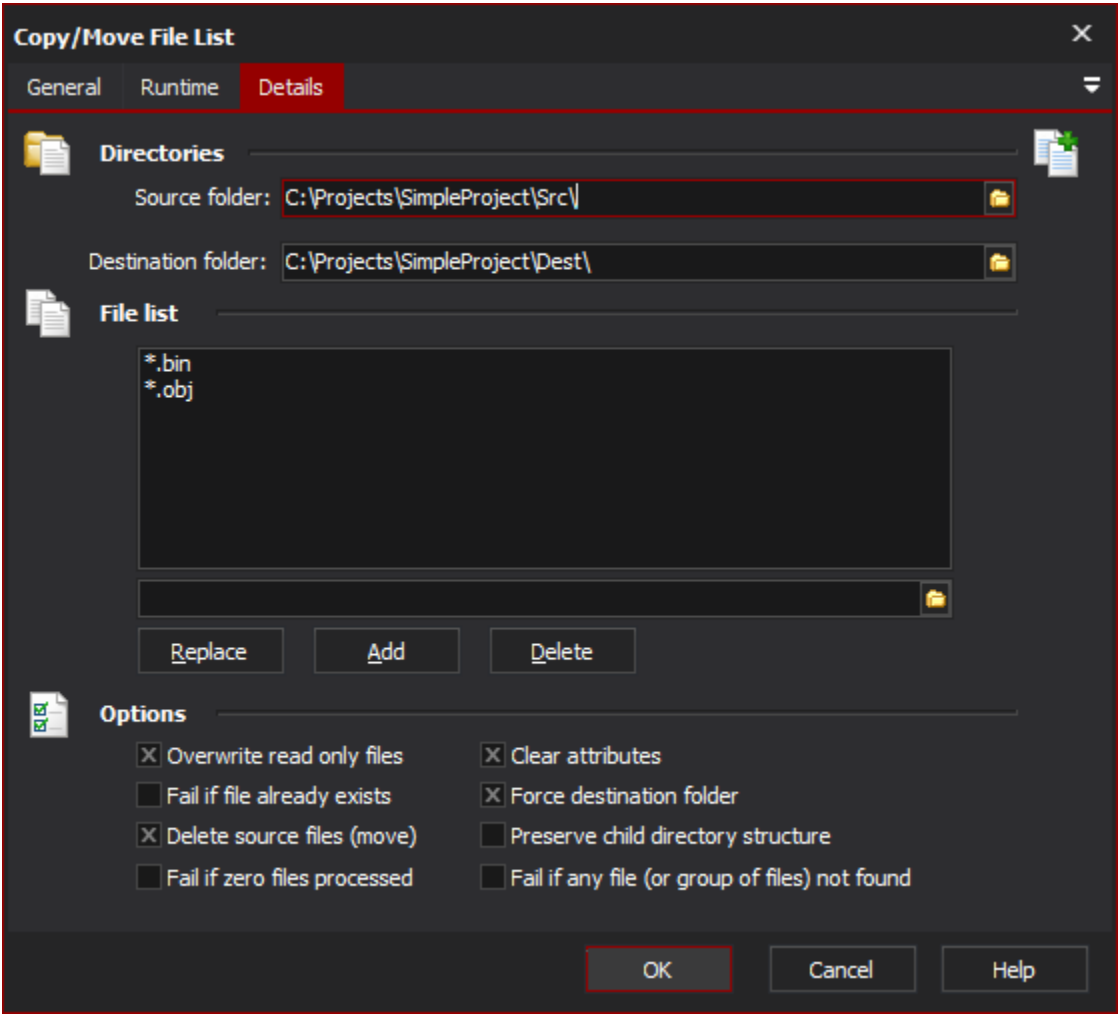 Copy/Move File List
General Runtime Details
Directories
Source folder: C:\Projects\SimpleProject\Src\
Destination folder: C:\Projects\SimpleProject\Dest\
File list
*.bin
*.obj
Replace Add Delete
Options
Overwrite read only files Clear attributes
Fail if file already exists Force destination folder
Delete source files (move) Preserve child directory structure
Fail if zero files processed Fail if any file (or group of files) not found
OK Cancel Help